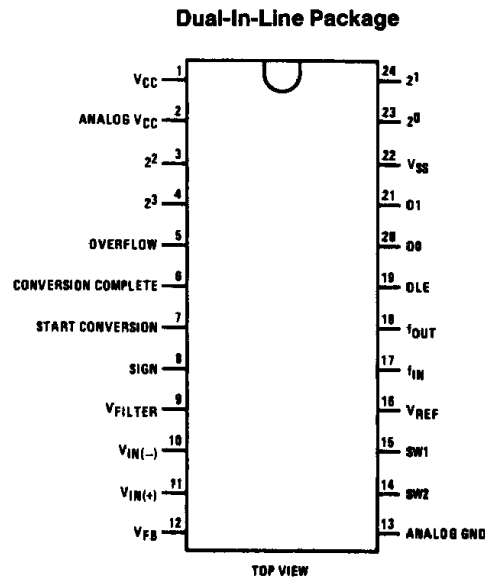 Dual-In-Line Package
VCC 1
ANALOG VCC 2
2² 3
2³ 4
OVERFLOW 5
CONVERSION COMPLETE 6
START CONVERSION 7
SIGN 8
VFILTER 9
VIN(–) 10
VIN(+) 11
VFB 12
24 2¹
23 2⁰
22 VSS
21 D1
20 D0
19 DLE
18 fOUT
17 fIN
16 VREF
15 SW1
14 SW2
13 ANALOG GND
TOP VIEW